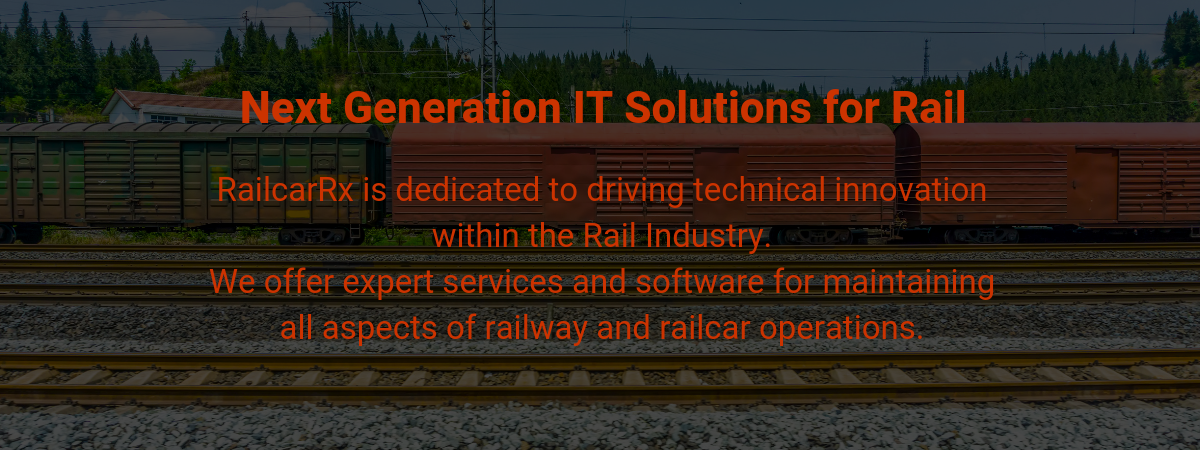 Next Generation IT Solutions for Rail
RailcarRx is dedicated to driving technical innovation
within the Rail Industry.
We offer expert services and software for maintaining
all aspects of railway and railcar operations.